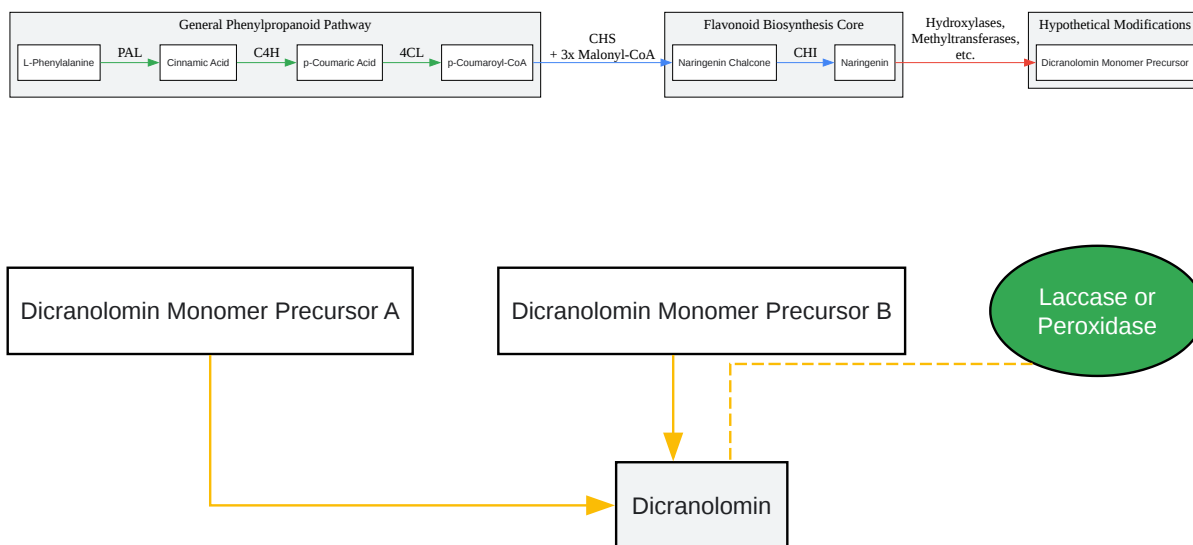 General Phenylpropanoid Pathway
Flavonoid Biosynthesis Core
Hydroxylases,
Methyltransferases,
etc.
Hypothetical Modifications
L-Phenylalanine
PAL
Cinnamic Acid
C4H
p-Coumaric Acid
4CL
p-Coumaroyl-CoA
CHS
+ 3x Malonyl-CoA
Naringenin Chalcone
CHI
Naringenin
Dicranolomin Monomer Precursor
Dicranolomin Monomer Precursor A
Dicranolomin Monomer Precursor B
Laccase or
Peroxidase
Dicranolomin